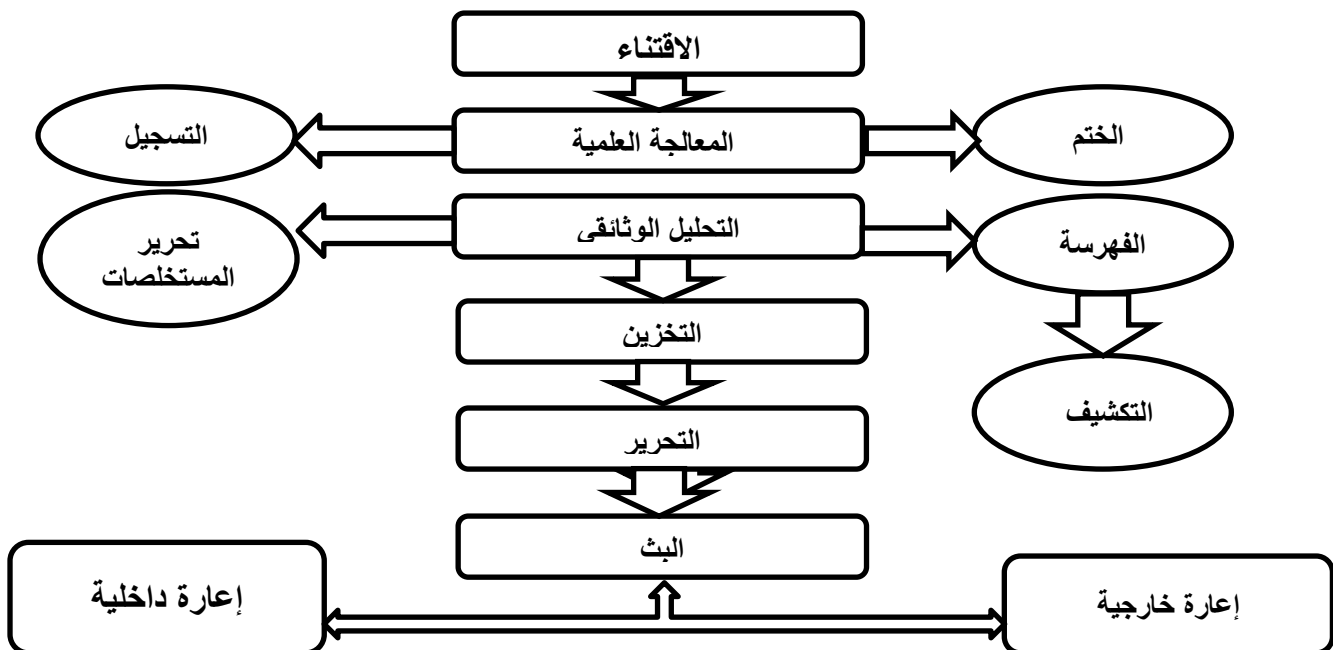 الاقتناء
الختم
المعالجة العلمية
التسجيل
الفهرسة
التحليل الوثائقي
تحرير
المستخلصات
التخزين
التكشيف
التحرير
البث
إعارة خارجية
إعارة داخلية